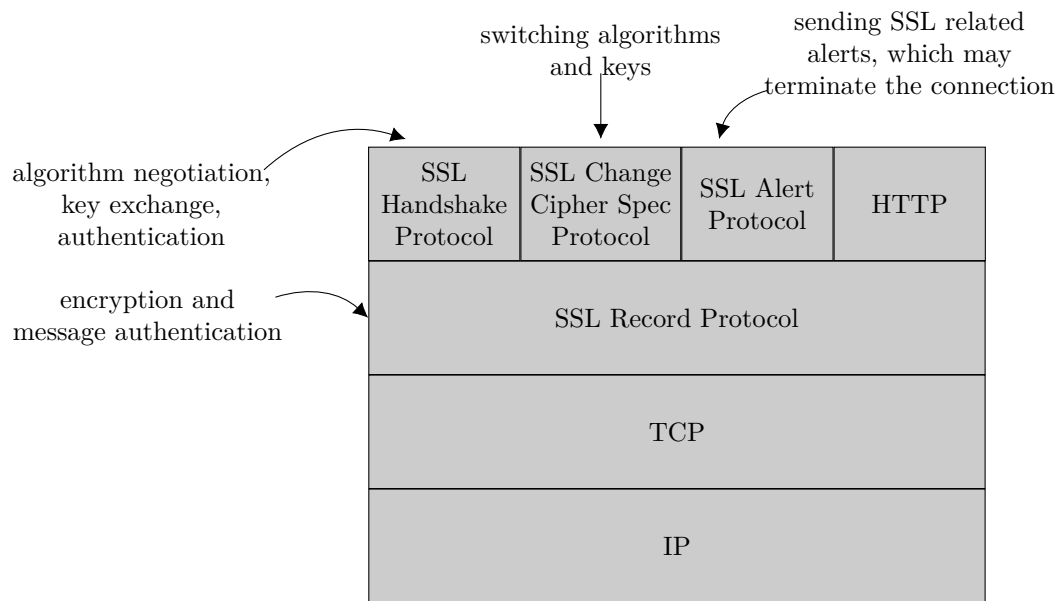 switching algorithms
and keys
sending SSL related
alerts, which may
terminate the connection
algorithm negotiation,
key exchange,
authentication
SSL
Handshake
Protocol
SSL Change
Cipher Spec
Protocol
SSL Alert
Protocol
HTTP
encryption and
message authentication
SSL Record Protocol
TCP
IP